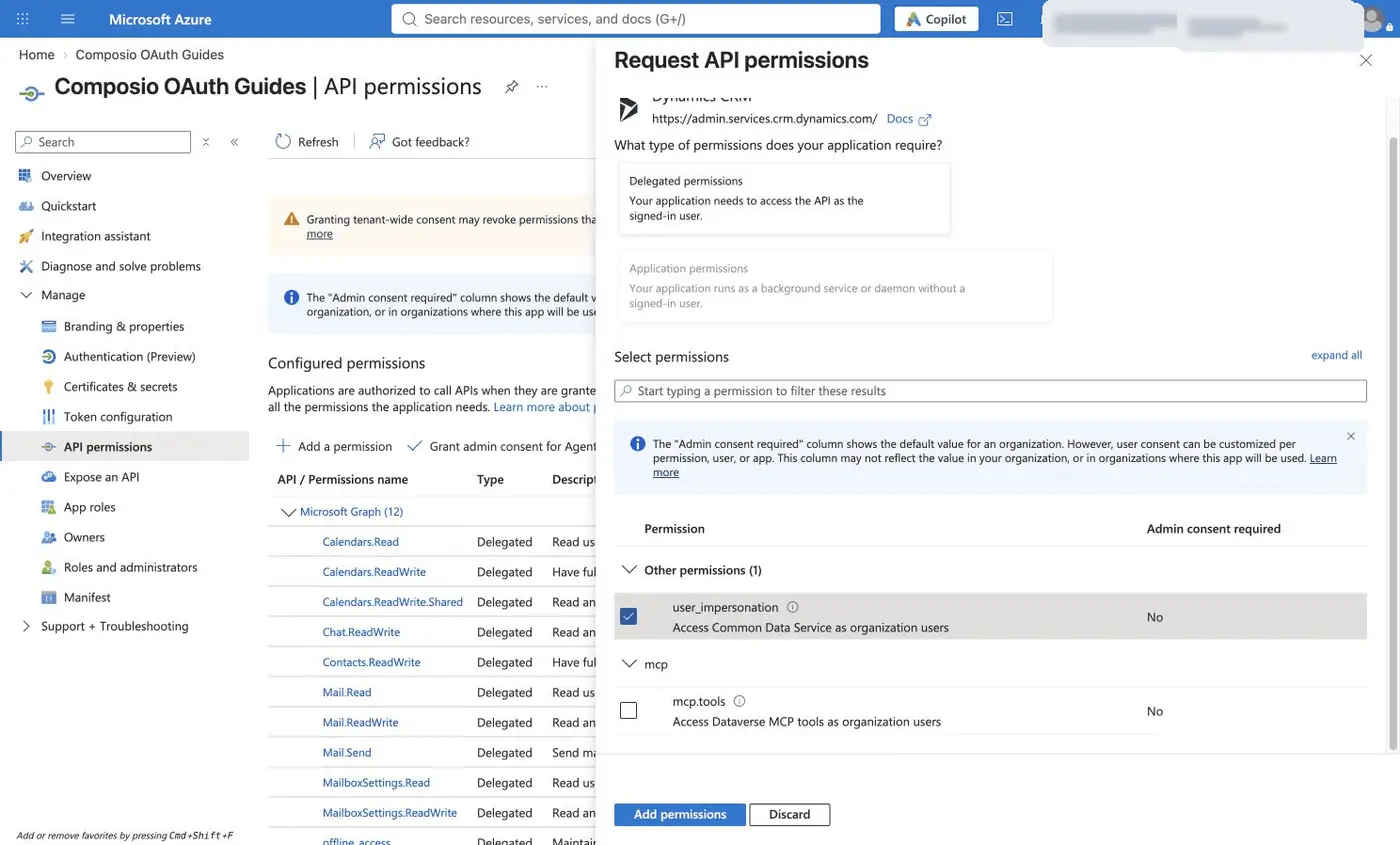 Microsoft Azure
Search resources, services, and docs (G+/)
Copilot
Home
Composio OAuth Guides
Composio OAuth Guides | API permissions
Search
Overview
Quickstart
Integration assistant
Diagnose and solve problems
Manage
Branding & properties
Authentication (Preview)
Certificates & secrets
Token configuration
API permissions
Expose an API
App roles
Owners
Roles and administrators
Manifest
Support + Troubleshooting
Add or remove favorites by pressing Cmd+Shift+F
Refresh
Got feedback?
Granting tenant-wide consent may revoke permissions tha
more
The "Admin consent required" column shows the default v
organization, or in organizations where this app will be use
Configured permissions
Applications are authorized to call APIs when they are grante
all the permissions the application needs. Learn more about p
Add a permission
Grant admin consent for Agent
API / Permissions name Type Descript
Microsoft Graph (12)
Calendars.Read Delegated Read us
Calendars.ReadWrite Delegated Have ful
Calendars.ReadWrite.Shared Delegated Read an
Chat.ReadWrite Delegated Read an
Contacts.ReadWrite Delegated Have ful
Mail.Read Delegated Read us
Mail.ReadWrite Delegated Read an
Mail.Send Delegated Send ma
MailboxSettings.Read Delegated Read us
MailboxSettings.ReadWrite Delegated Read an
offline_access Delegated Maintai
Request API permissions
Dynamics CRM
https://admin.services.crm.dynamics.com/ Docs
What type of permissions does your application require?
Delegated permissions
Your application needs to access the API as the
signed-in user.
Application permissions
Your application runs as a background service or daemon without a
signed-in user.
Select permissions
expand all
Start typing a permission to filter these results
The "Admin consent required" column shows the default value for an organization. However, user consent can be customized per
permission, user, or app. This column may not reflect the value in your organization, or in organizations where this app will be used. Learn
more
Permission Admin consent required
Other permissions (1)
user_impersonation
Access Common Data Service as organization users
No
mcp
mcp.tools
Access Dataverse MCP tools as organization users
No
Add permissions
Discard